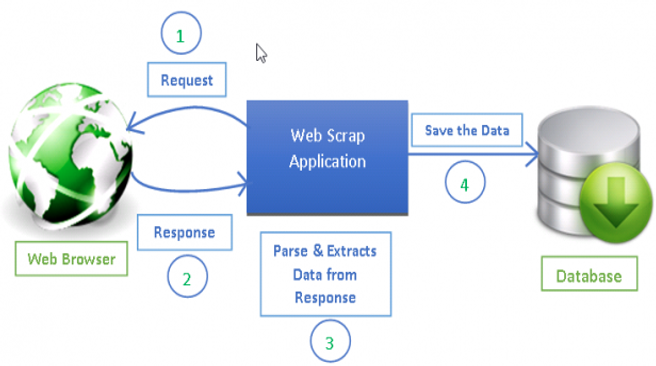 1
Request
Web Scrap
Application
Save the Data
4
Response
Web Browser
2
Parse & Extracts
Data from
Response
3
Database